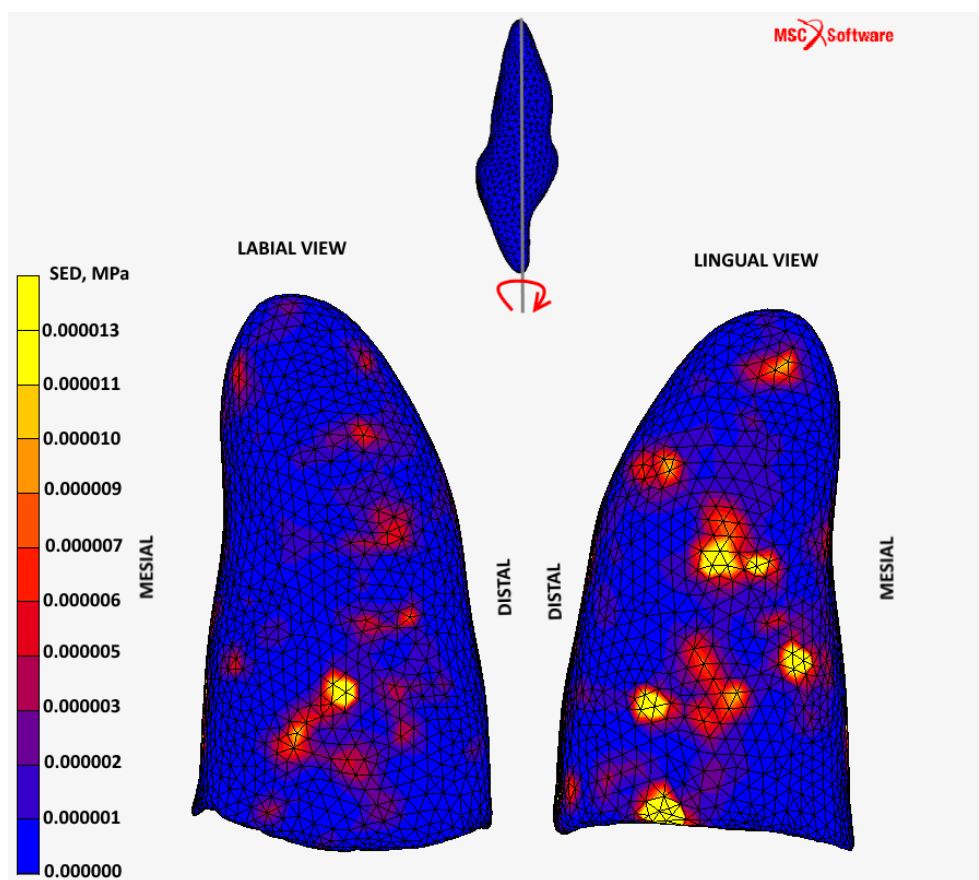 MSC Software
LABIAL VIEW
LINGUAL VIEW
SED, MPa
0.000013
0.000011
0.000010
0.000009
0.000007
0.000006
0.000005
0.000003
0.000002
0.000001
0.000000
MESIAL
DISTAL
DISTAL
MESIAL